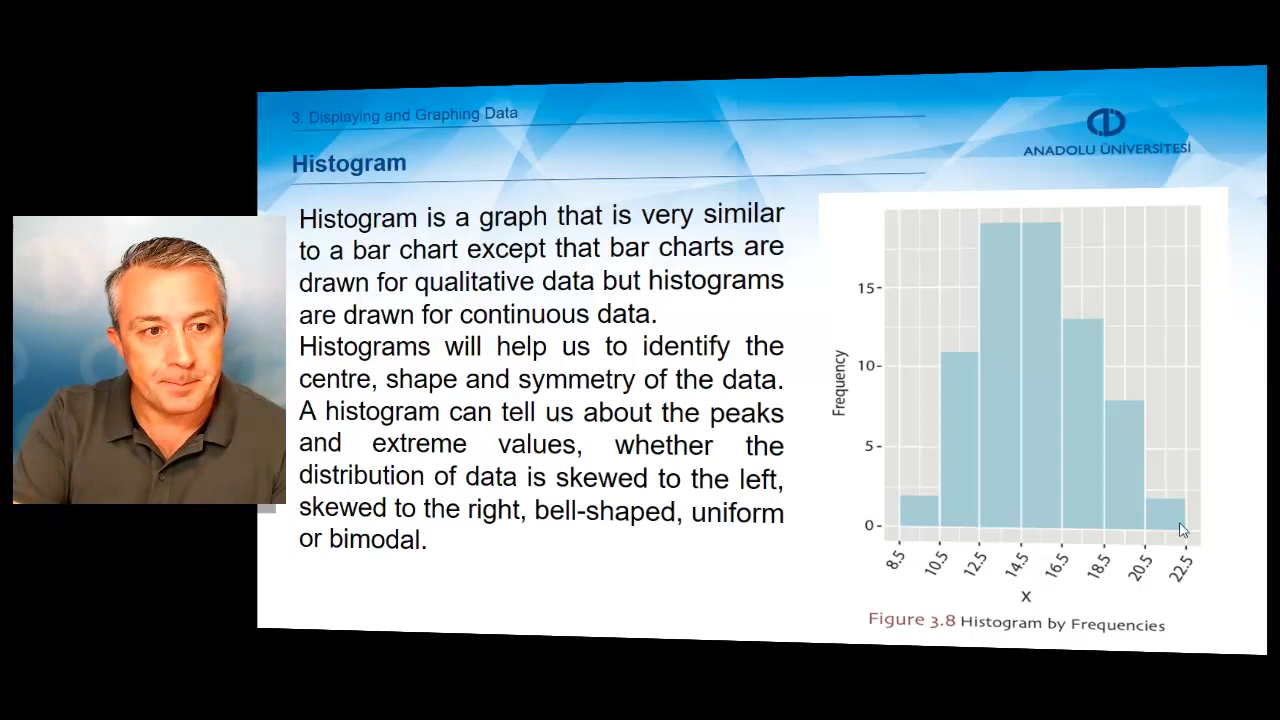 3: Displaying and Graphing Data
ANADOLU ÜNİVERSİTESİ
Histogram
Histogram is a graph that is very similar
to a bar chart except that bar charts are
drawn for qualitative data but histograms
are drawn for continuous data.
Histograms will help us to identify the
centre, shape and symmetry of the data.
A histogram can tell us about the peaks
and extreme values, whether the
distribution of data is skewed to the left,
skewed to the right, bell-shaped, uniform
or bimodal.
Frequency
15
10
5
0
8.5 10.5 12.5 14.5 16.5 18.5 20.5 22.5
X
Figure 3.8 Histogram by Frequencies